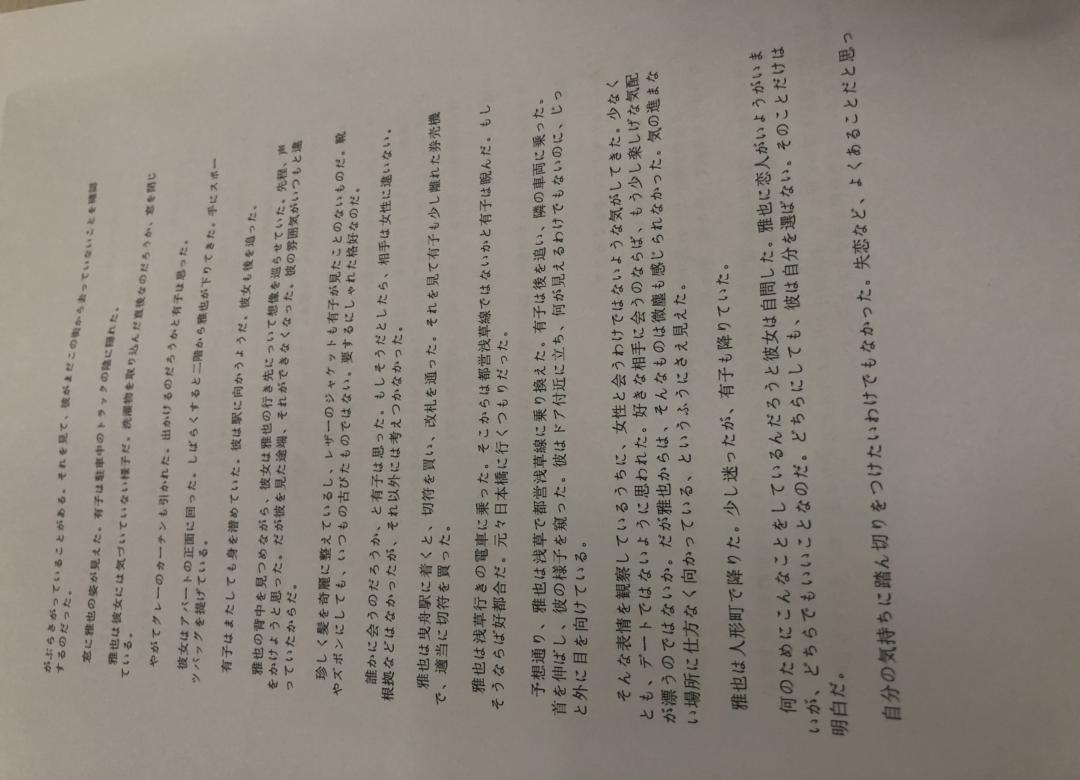 がぶらさがっていることがある。それを見て、彼がまだこの街から去っていないことを確認
するのだった。
窓に雅也の姿が見えた。有子は駐車中のトラックの陰に隠れた。
雅也は彼女には気づいていない様子だ。洗濯物を取り込んだ直後なのだろうか、窓を閉じ
ている。
やがてグレーのカーテンも引かれた。出かけるのだろうかと有子は思った。
彼女はアパートの正面に回った。しばらくすると二階から雅也が下りてきた。手にスポー
ツバッグを提げている。
有子はまたしても身を潜めていた。彼は駅に向かうようだ。彼女も後を追った。
雅也の背中を見つめながら、彼女は雅也の行き先について想像を巡らせていた。先程、声
をかけようと思った。だが彼を見た途端、それができなくなった。彼の雰囲気がいつもと違
っていたからだ。
珍しく髪を奇麗に整えているし、レザーのジャケットも有子が見たことのないものだ。靴
やズボンにしても、いつもの古びたものではない。要するにしゃれた格好なのだ。
誰かに会うのだろうか、と有子は思った。もしそうだとしたら、相手は女性に違いない。
根拠などはなかったが、それ以外には考えつかなかった。
雅也は曳舟駅に着くと、切符を買い、改札を通った。それを見て有子も少し離れた券売機
で、適当に切符を買った。
雅也は浅草行きの電車に乗った。そこからは都営浅草線ではないかと有子は睨んだ。もし
そうならば好都合だ。元々日本橋に行くつもりだった。
予想通り、雅也は浅草で都営浅草線に乗り換えた。有子は後を追い、隣の車両に乗った。
首を伸ばし、彼の様子を窺った。彼はドア付近に立ち、何が見えるわけでもないのに、じっ
と外に目を向けている。
そんな表情を観察しているうちに、女性と会うわけではないような気がしてきた。少なく
とも、デートではないように思われた。好きな相手に会うのならば、もう少し楽しげな気配
が漂うのではないか。だが雅也からは、そんなものは微塵も感じられなかった。気の進まな
い場所に仕方なく向かっている、というふうにさえ見えた。
雅也は人形町で降りた。少し迷ったが、有子も降りていた。
何のためにこんなことをしているんだろうと彼女は自問した。雅也に恋人がいようがいま
いが、どちらでもいいことなのだ。どちらにしても、彼は自分を選ばない。そのことだけは
明白だ。
自分の気持ちに踏ん切りをつけたいわけでもなかった。失恋など、よくあることだと思っ